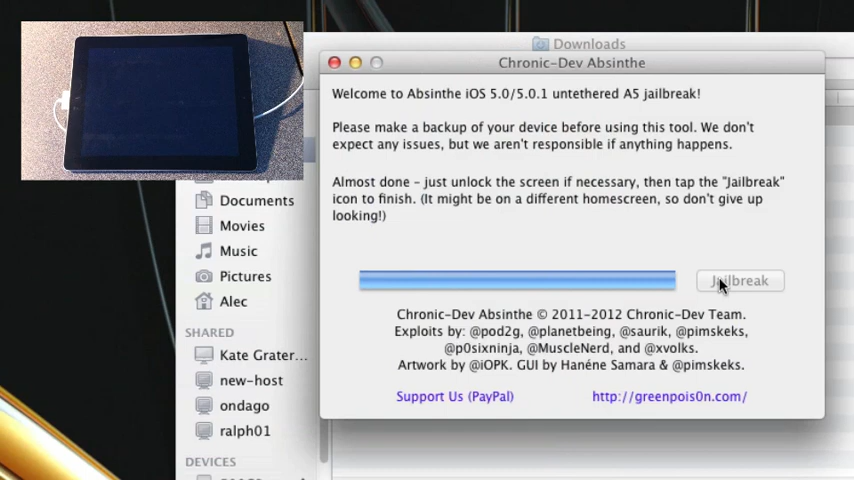 Downloads
Chronic-Dev Absinthe
Welcome to Absinthe iOS 5.0/5.0.1 untethered A5 jailbreak!
Please make a backup of your device before using this tool. We don't
expect any issues, but we aren't responsible if anything happens.
Almost done - just unlock the screen if necessary, then tap the "Jailbreak"
icon to finish. (It might be on a different homescreen, so don't give up
looking!)
Jailbreak
Chronic-Dev Absinthe © 2011-2012 Chronic-Dev Team.
Exploits by: @pod2g, @planetbeing, @saurik, @pimskeks,
@p0sixninja, @MuscleNerd, and @xvolks.
Artwork by @iOPK. GUI by Hanéne Samara & @pimskeks.
Support Us (PayPal)
http://greenpois0n.com/
Documents
Movies
Music
Pictures
Alec
SHARED
Kate Grater...
new-host
ondago
ralph01
DEVICES